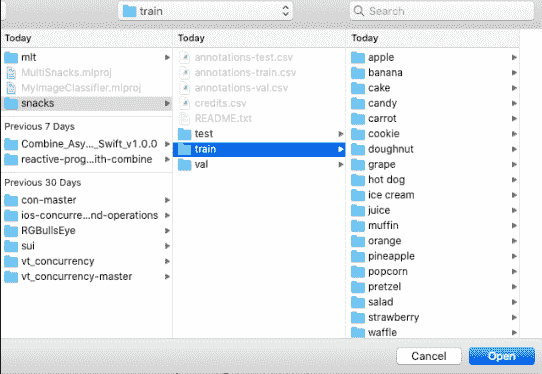 train
Search
Today
mlt
MultiSnacks.mlproj
MyImageClassifier.mlproj
snacks
Previous 7 Days
Combine_Asy..._Swift_v1.0.0
reactive-prog...ith-combine
Previous 30 Days
con-master
ios-concurre...nd-operations
RGBullsEye
sui
vt_concurrency
vt_concurrency-master
Today
annotations-test.csv
annotations-train.csv
annotations-val.csv
credits.csv
README.txt
test
train
val
Today
apple
banana
cake
candy
carrot
cookie
doughnut
grape
hot dog
ice cream
juice
muffin
orange
pineapple
popcorn
pretzel
salad
strawberry
waffle
Cancel
Open